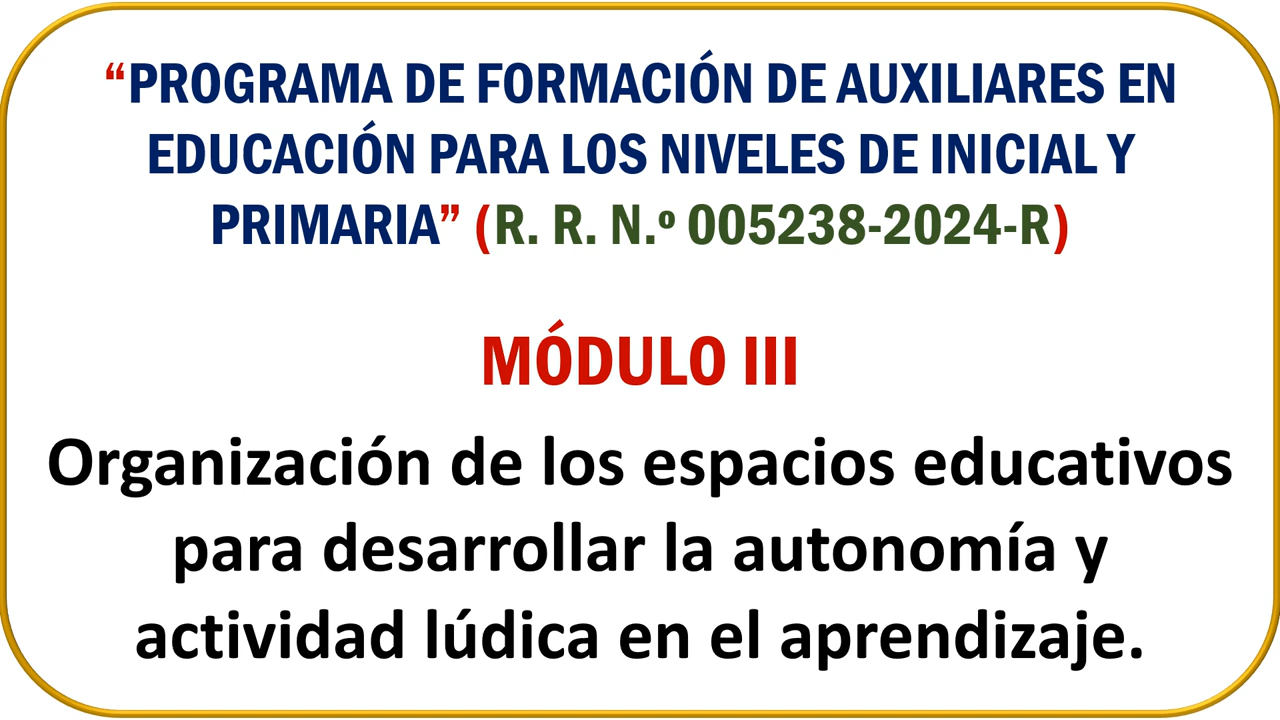 “PROGRAMA DE FORMACIÓN DE AUXILIARES EN
EDUCACIÓN PARA LOS NIVELES DE INICIAL Y
PRIMARIA” (R. R. N.º 005238-2024-R)
MÓDULO III
Organización de los espacios educativos
para desarrollar la autonomía y
actividad lúdica en el aprendizaje.